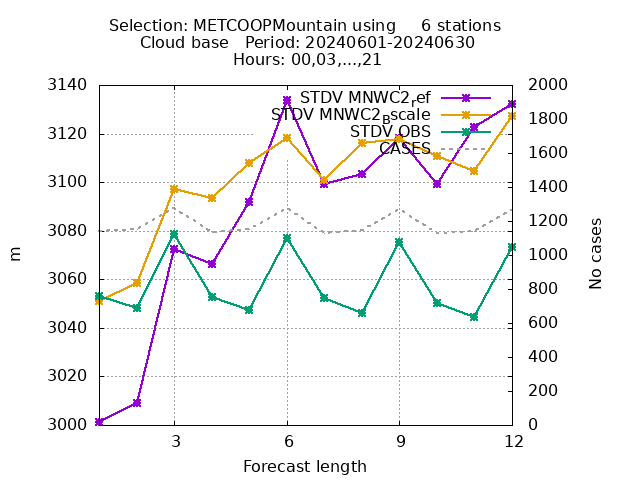 Selection: METCOOPMountain using     6 stations
Cloud base   Period: 20240601-20240630
Hours: 00,03,...,21
3140
3120
3100
3080
3060
3040
3020
3000
m
2000
1800
1600
1400
1200
1000
800
600
400
200
0
No cases
STDV MNWC2_ref
STDV MNWC2_Bscale
STDV OBS
CASES
3
6
9
12
Forecast length